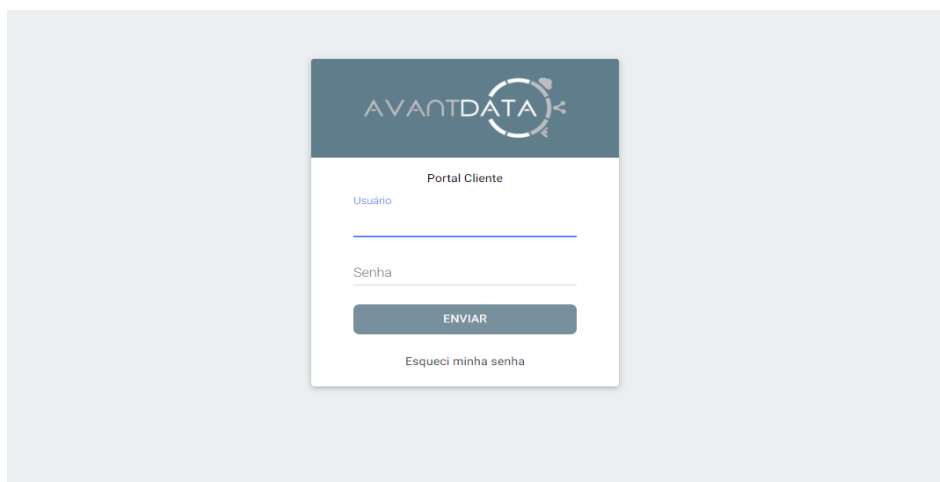 AVANTDATA
Portal Cliente
Usuário
Senha
ENVIAR
Esqueci minha senha